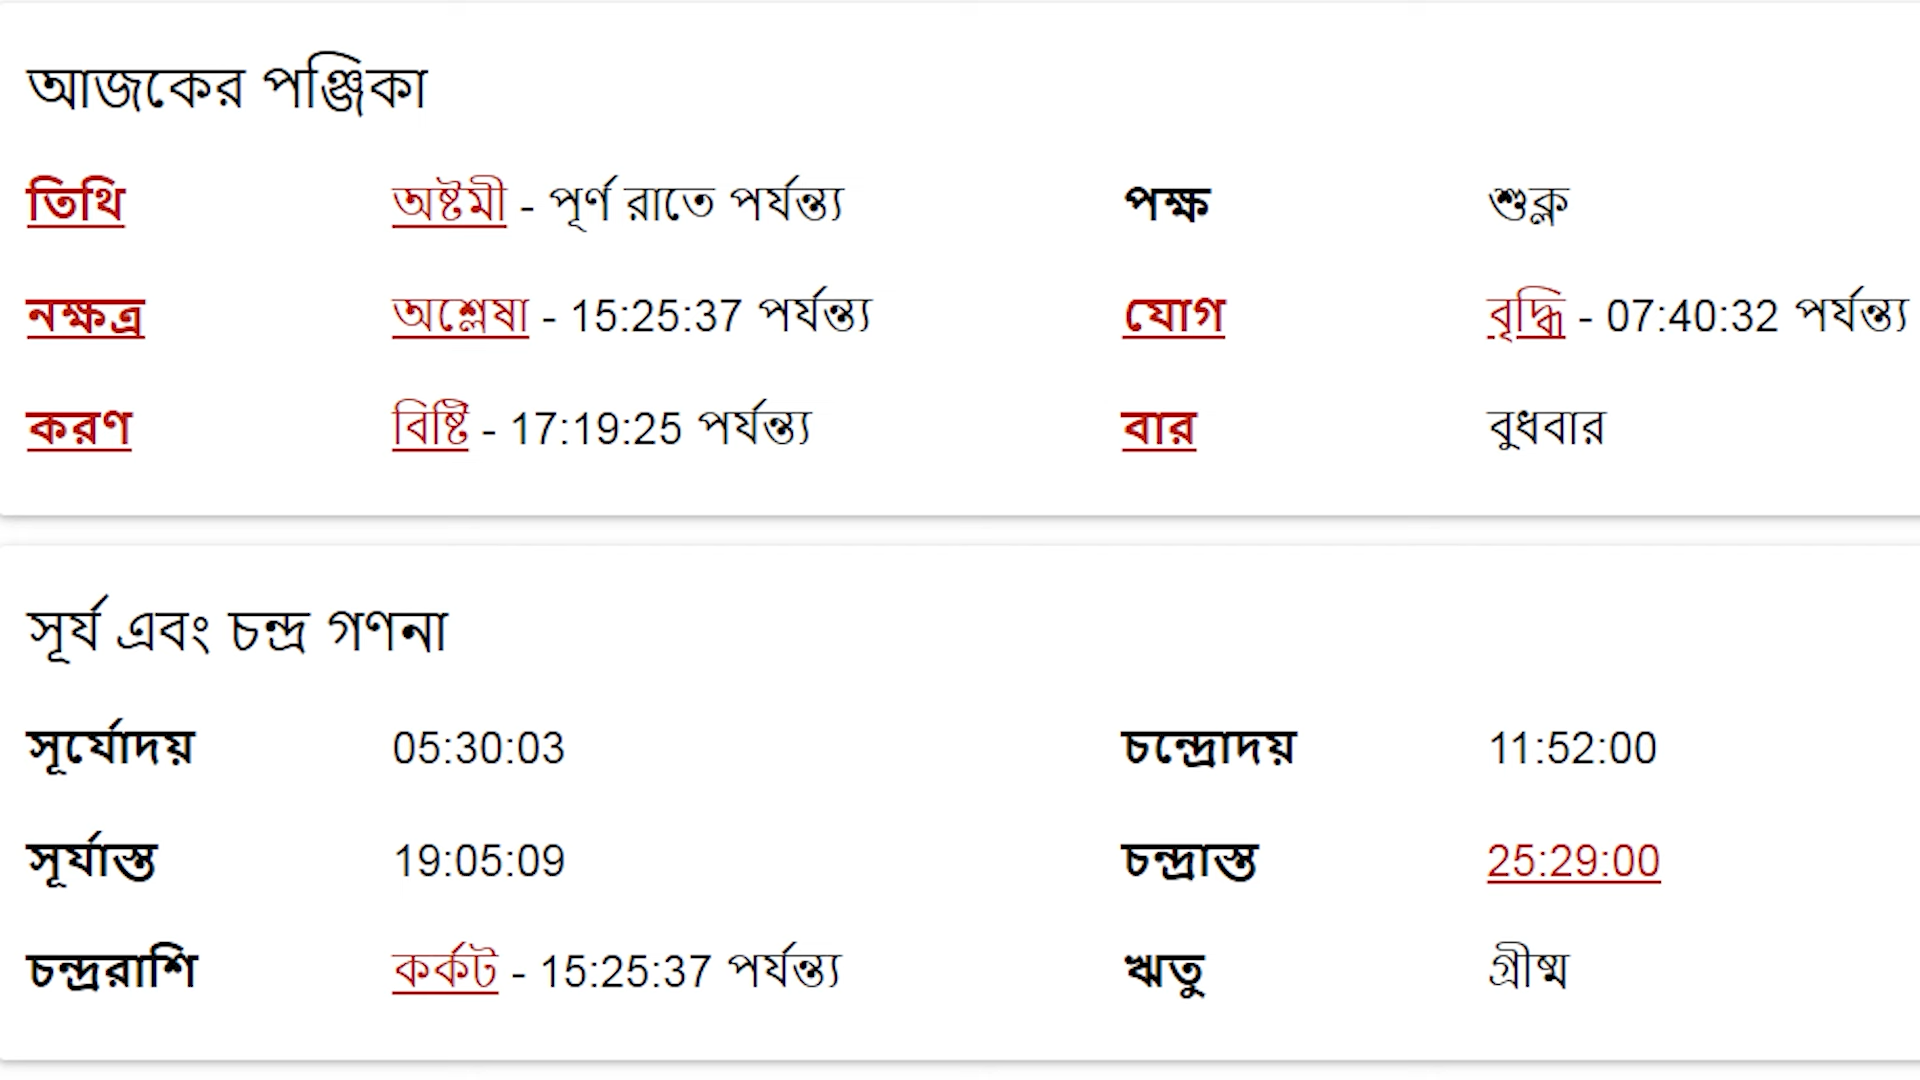 আজকের পঞ্জিকা
তিথি অষ্টমী - পূর্ণ রাতে পর্যন্ত্য পক্ষ শুক্ল
নক্ষত্র অশ্লেষা - 15:25:37 পর্যন্ত্য যোগ বৃদ্ধি - 07:40:32 পর্যন্ত্য
করণ বিষ্টি - 17:19:25 পর্যন্ত্য বার বুধবার
সূর্য এবং চন্দ্র গণনা
সূর্যোদয় 05:30:03 চন্দ্রোদয় 11:52:00
সূর্যাস্ত 19:05:09 চন্দ্রাস্ত 25:29:00
চন্দ্ররাশি কর্কট - 15:25:37 পর্যন্ত্য ঋতু গ্রীষ্ম